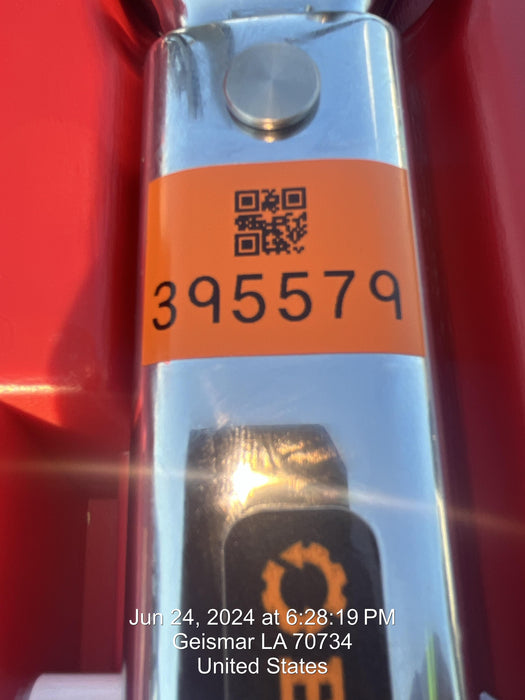 395579
Jun 24, 2024 at 6:28:19 PM
Geismar LA 70734
United States